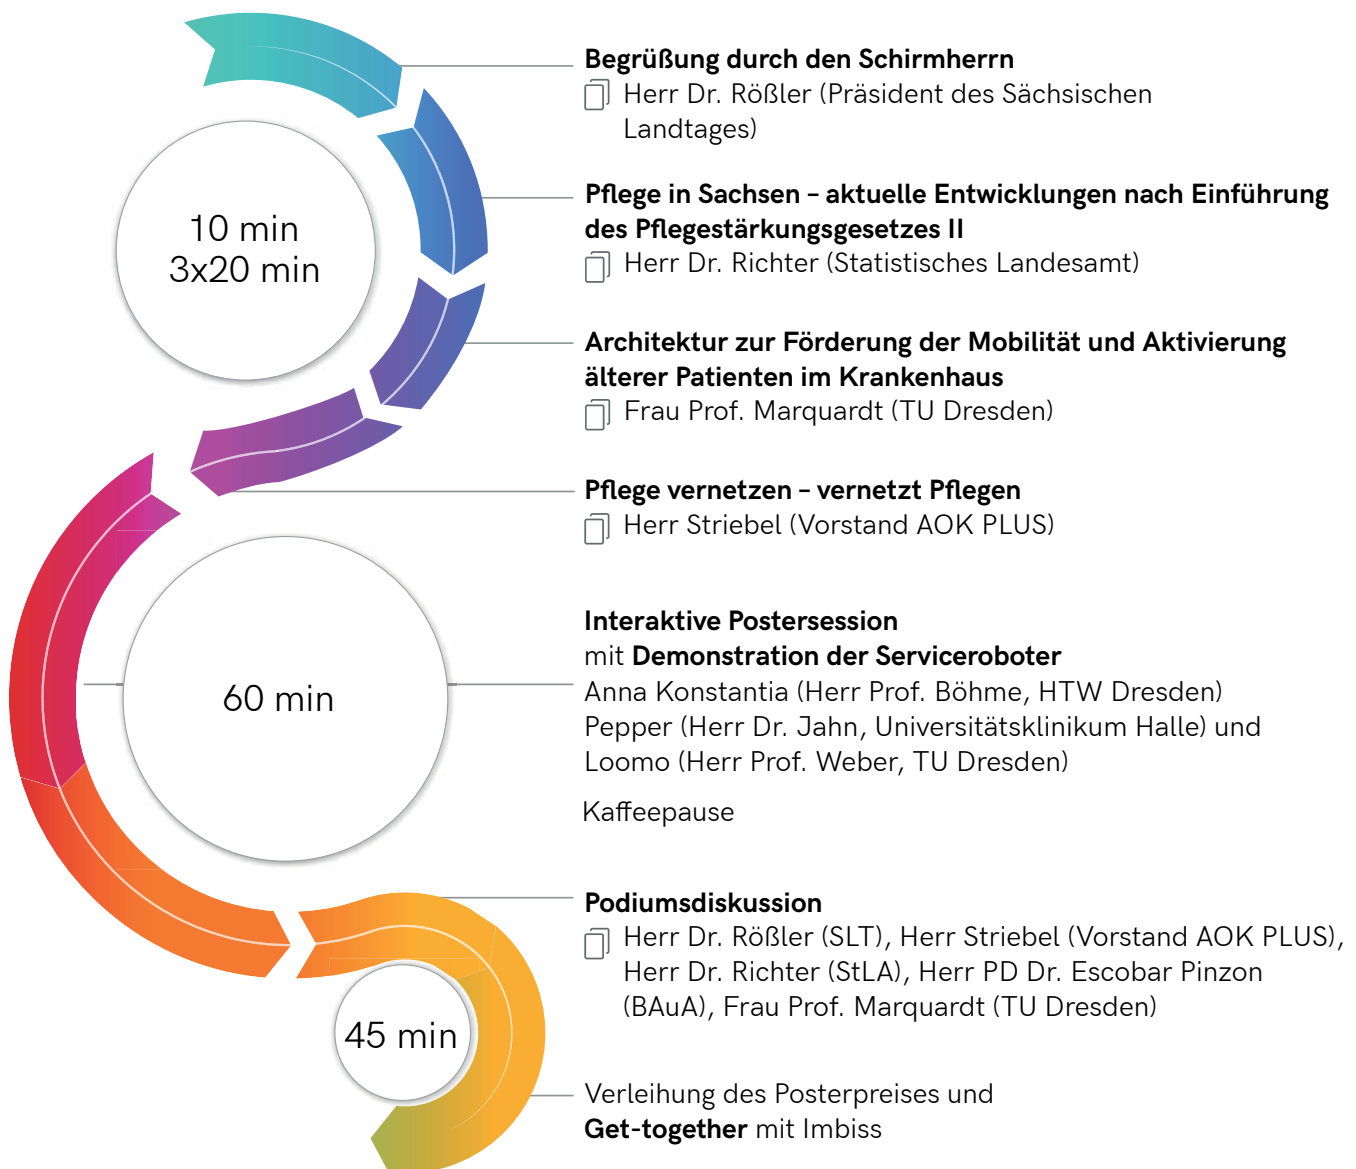 Begrüßung durch den Schirmherrn
Herr Dr. Rößler (Präsident des Sächsischen
Landtages)
10 min
3x20 min
Pflege in Sachsen – aktuelle Entwicklungen nach Einführung
des Pflegestärkungsgesetzes II
Herr Dr. Richter (Statistisches Landesamt)
Architektur zur Förderung der Mobilität und Aktivierung
älterer Patienten im Krankenhaus
Frau Prof. Marquardt (TU Dresden)
Pflege vernetzen – vernetzt Pflegen
Herr Striebel (Vorstand AOK PLUS)
60 min
Interaktive Postersession
mit Demonstration der Serviceroboter
Anna Konstantia (Herr Prof. Böhme, HTW Dresden)
Pepper (Herr Dr. Jahn, Universitätsklinikum Halle) und
Loomo (Herr Prof. Weber, TU Dresden)
Kaffeepause
Podiumsdiskussion
Herr Dr. Rößler (SLT), Herr Striebel (Vorstand AOK PLUS),
Herr Dr. Richter (StLA), Herr PD Dr. Escobar Pinzon
(BAuA), Frau Prof. Marquardt (TU Dresden)
45 min
Verleihung des Posterpreises und
Get-together mit Imbiss